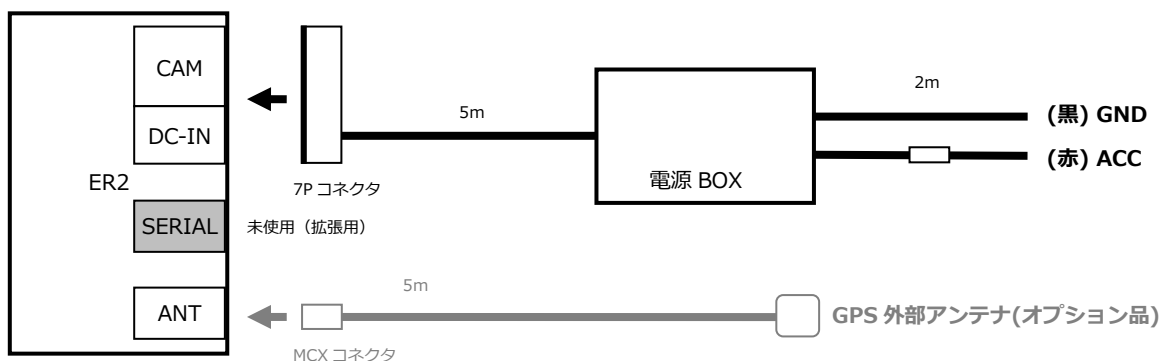 CAM
DC-IN
ER2
SERIAL
ANT
7P コネクタ
未使用（拡張用）
5m
電源 BOX
2m
(黒) GND
(赤) ACC
5m
MCX コネクタ
GPS 外部アンテナ(オプション品)